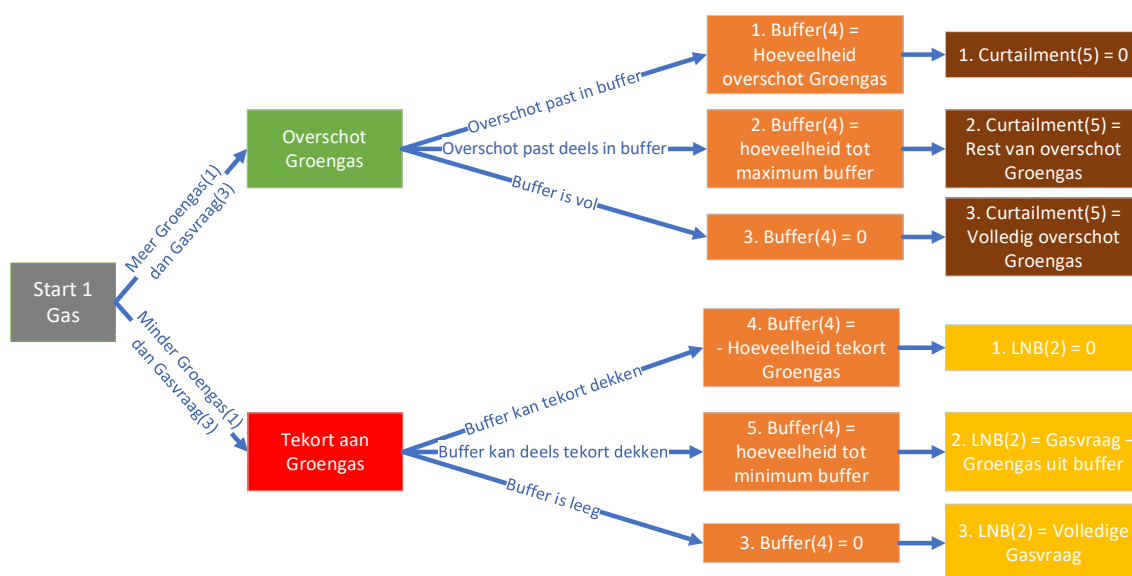 Start 1
Gas
Meer Groengas(1)
dan Gasvraag(3)
Minder Groengas(1)
dan Gasvraag(3)
Overschot
Groengas
Overschot past in buffer
Overschot past deels in buffer
Buffer is vol
1. Buffer(4) =
Hoeveelheid
overschot Groengas
1. Curtailment(5) = 0
2. Buffer(4) =
hoeveelheid tot
maximum buffer
2. Curtailment(5) =
Rest van overschot
Groengas
3. Buffer(4) = 0
3. Curtailment(5) =
Volledig overschot
Groengas
Tekort aan
Groengas
Buffer kan tekort dekken
Buffer kan deels tekort dekken
Buffer is leeg
4. Buffer(4) =
- Hoeveelheid tekort
Groengas
1. LNB(2) = 0
5. Buffer(4) =
hoeveelheid tot
minimum buffer
2. LNB(2) = Gasvraag –
Groengas uit buffer
3. Buffer(4) = 0
3. LNB(2) = Volledige
Gasvraag